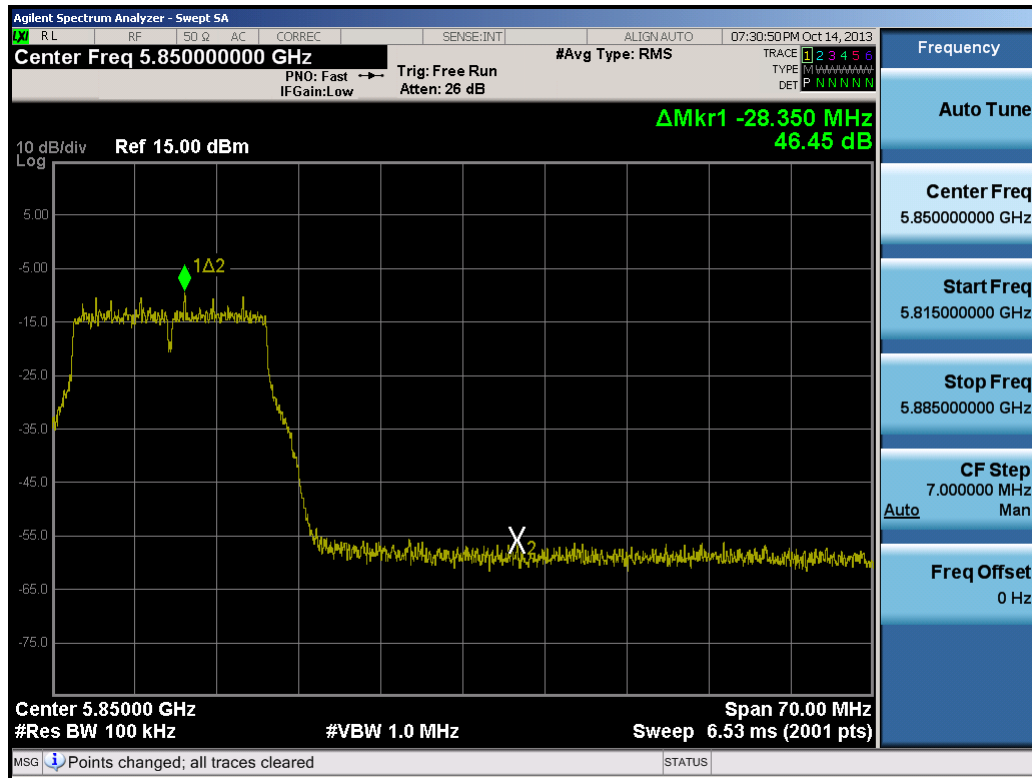 Agilent Spectrum Analyzer - Swept SA
LXI RL RF 50 Ω AC CORREC SENSE:INT ALIGN AUTO 07:30:50 PM Oct 14, 2013
Center Freq 5.850000000 GHz
PNO: Fast
IFGain:Low
Trig: Free Run
Atten: 26 dB
#Avg Type: RMS
TRACE 1 2 3 4 5 6
TYPE M
DET P N N N N N
ΔMkr1 -28.350 MHz
46.45 dB
10 dB/div Ref 15.00 dBm
Log
5.00
-5.00
-15.0
-25.0
-35.0
-45.0
-55.0
-65.0
-75.0
1Δ2
X2
Center 5.85000 GHz Span 70.00 MHz
#Res BW 100 kHz #VBW 1.0 MHz Sweep 6.53 ms (2001 pts)
MSG Points changed; all traces cleared STATUS
Frequency
Auto Tune
Center Freq
5.850000000 GHz
Start Freq
5.815000000 GHz
Stop Freq
5.885000000 GHz
CF Step
7.000000 MHz
Auto Man
Freq Offset
0 Hz